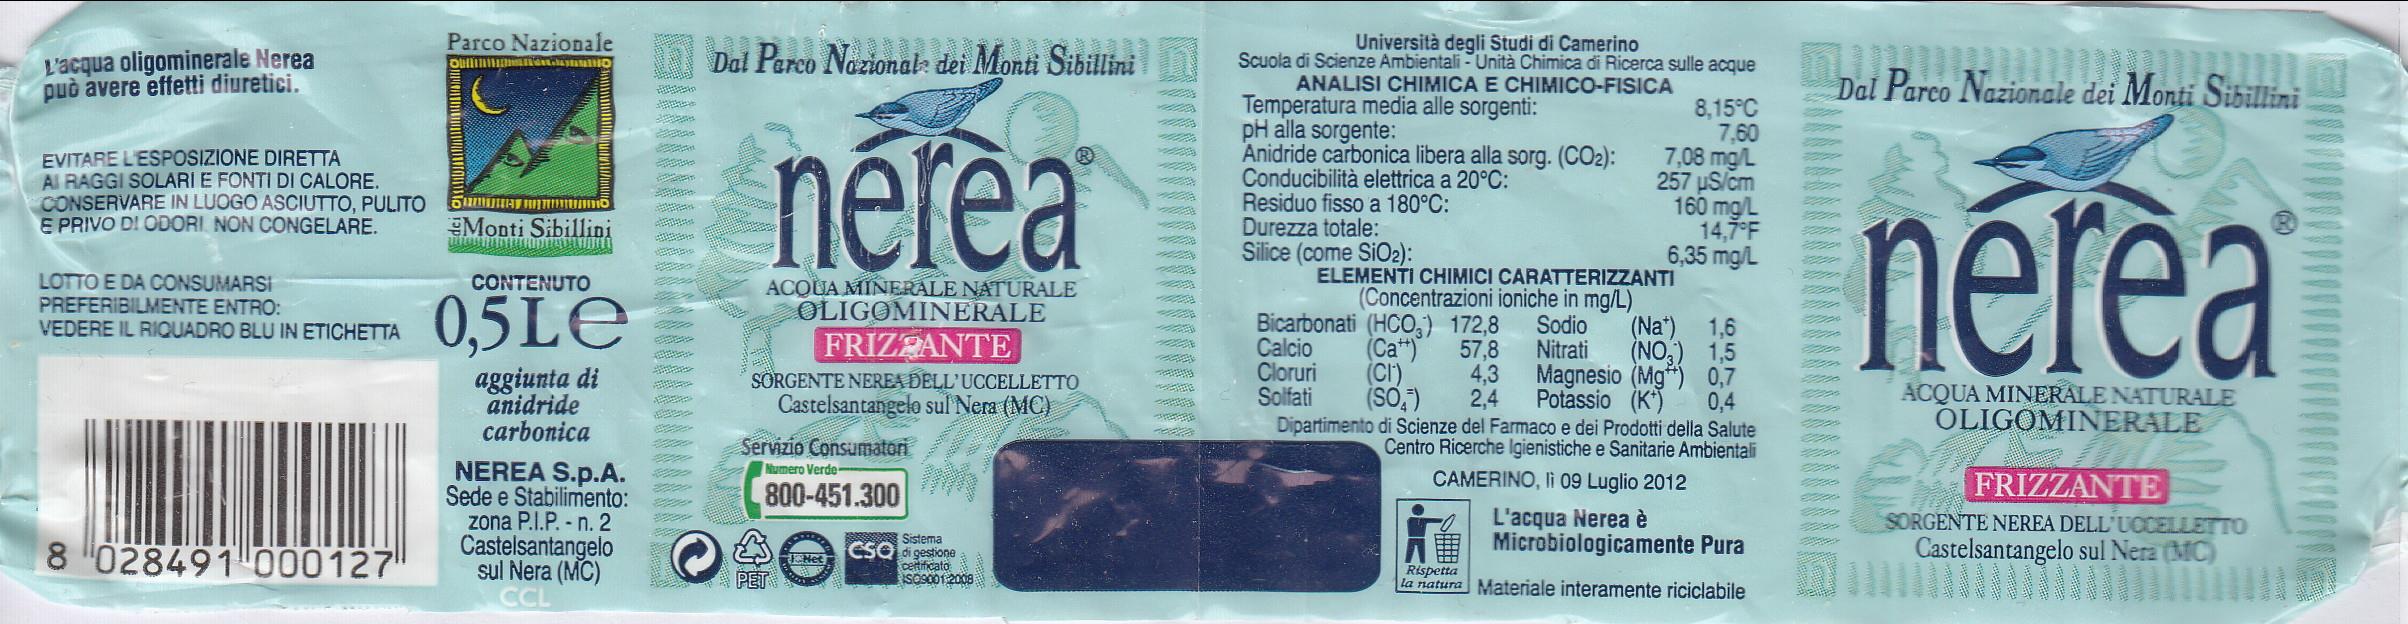 L'acqua oligominerale Nerea
può avere effetti diuretici.
EVITARE L'ESPOSIZIONE DIRETTA
AI RAGGI SOLARI E FONTI DI CALORE.
CONSERVARE IN LUOGO ASCIUTTO, PULITO
E PRIVO DI ODORI. NON CONGELARE.
LOTTO E DA CONSUMARSI
PREFERIBILMENTE ENTRO:
VEDERE IL RIQUADRO BLU IN ETICHETTA
8 028491 000127
Parco Nazionale
dei Monti Sibillini
CONTENUTO
0,5 L e
aggiunta di
anidride
carbonica
NEREA S.p.A.
Sede e Stabilimento:
zona P.I.P. - n. 2
Castelsantangelo
sul Nera (MC)
CCL
Dal Parco Nazionale dei Monti Sibillini
nerea®
ACQUA MINERALE NATURALE
OLIGOMINERALE
FRIZZANTE
SORGENTE NEREA DELL'UCCELLETTO
Castelsantangelo sul Nera (MC)
Servizio Consumatori
Numero Verde
800-451.300
PET
IQNet
CSQ
Sistema
di gestione
certificato
ISO9001:2008
Università degli Studi di Camerino
Scuola di Scienze Ambientali - Unità Chimica di Ricerca sulle acque
ANALISI CHIMICA E CHIMICO-FISICA
Temperatura media alle sorgenti: 8,15°C
pH alla sorgente: 7,60
Anidride carbonica libera alla sorg. (CO₂): 7,08 mg/L
Conducibilità elettrica a 20°C: 257 µS/cm
Residuo fisso a 180°C: 160 mg/L
Durezza totale: 14,7°F
Silice (come SiO₂): 6,35 mg/L
ELEMENTI CHIMICI CARATTERIZZANTI
(Concentrazioni ioniche in mg/L)
Bicarbonati (HCO₃⁻) 172,8 Sodio (Na⁺) 1,6
Calcio (Ca⁺⁺) 57,8 Nitrati (NO₃⁻) 1,5
Cloruri (Cl⁻) 4,3 Magnesio (Mg⁺⁺) 0,7
Solfati (SO₄⁼) 2,4 Potassio (K⁺) 0,4
Dipartimento di Scienze del Farmaco e dei Prodotti della Salute
Centro Ricerche Igienistiche e Sanitarie Ambientali
CAMERINO, lì 09 Luglio 2012
Rispetta
la natura
L'acqua Nerea è
Microbiologicamente Pura
Materiale interamente riciclabile
Dal Parco Nazionale dei Monti Sibillini
nerea®
ACQUA MINERALE NATURALE
OLIGOMINERALE
FRIZZANTE
SORGENTE NEREA DELL'UCCELLETTO
Castelsantangelo sul Nera (MC)